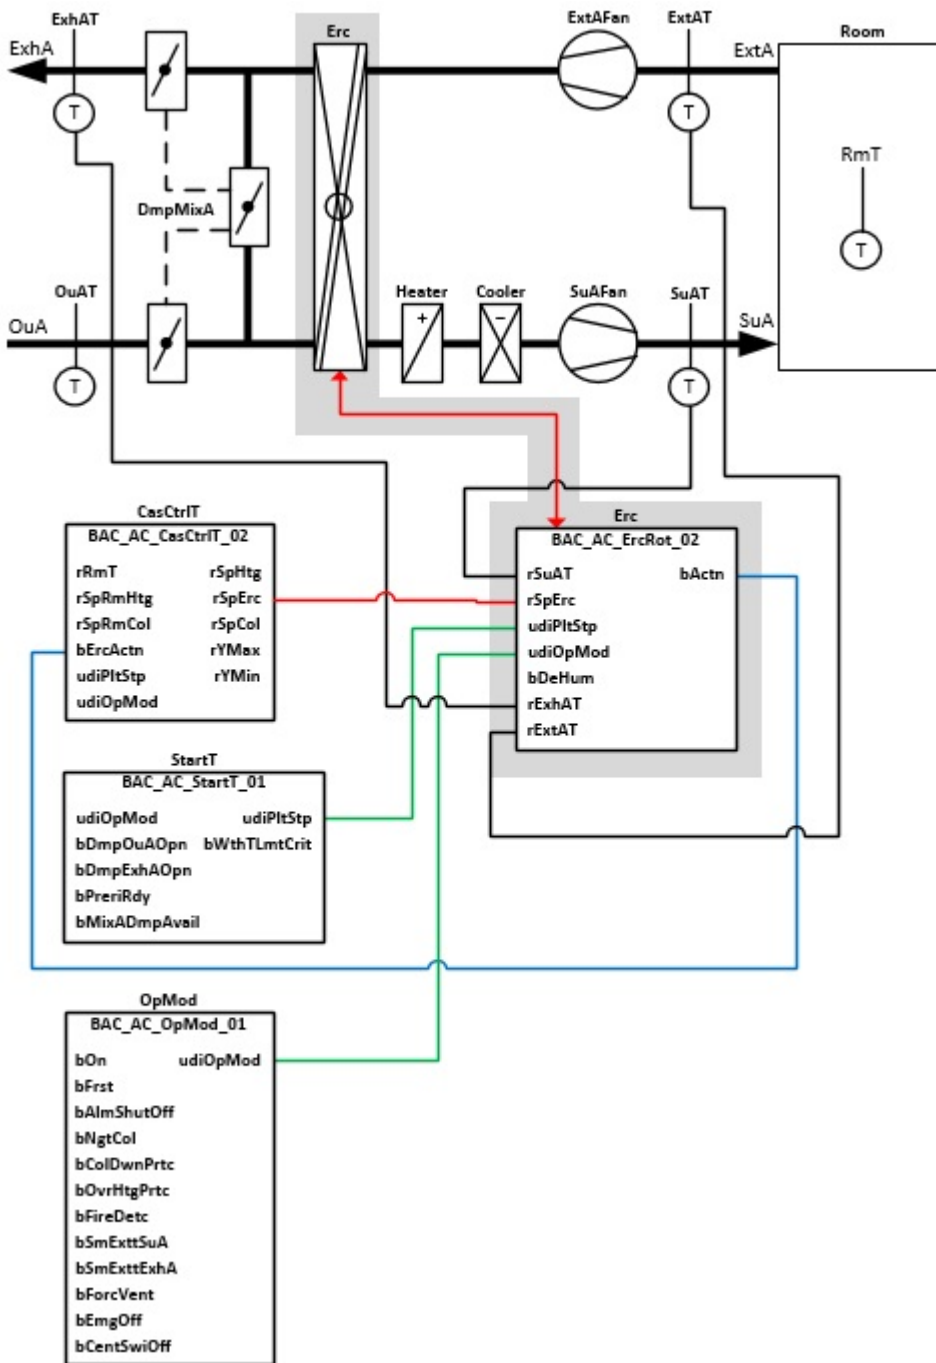 ExhAT
Erc
ExtAFan
ExtAT
Room
ExhA
ExtA
T
T
RmT
DmpMixA
T
OuAT
Heater
Cooler
SuAFan
SuAT
OuA
+
−
SuA
T
T
CasCtrlT
Erc
BAC_AC_CasCtrlT_02
BAC_AC_ErcRot_02
rRmT rSpHtg
rSpRmHtg rSpErc
rSpRmCol rSpCol
bErcActn rYMax
udiPltStp rYMin
udiOpMod
rSuAT bActn
rSpErc
udiPltStp
udiOpMod
bDeHum
rExhAT
rExtAT
StartT
BAC_AC_StartT_01
udiOpMod udiPltStp
bDmpOuAOpn bWthTLmtCrit
bDmpExhAOpn
bPreriRdy
bMixADmpAvail
OpMod
BAC_AC_OpMod_01
bOn udiOpMod
bFrst
bAlmShutOff
bNgtCol
bColDwnPrtc
bOvrHtgPrtc
bFireDetc
bSmExttSuA
bSmExttExhA
bForcVent
bEmgOff
bCentSwiOff